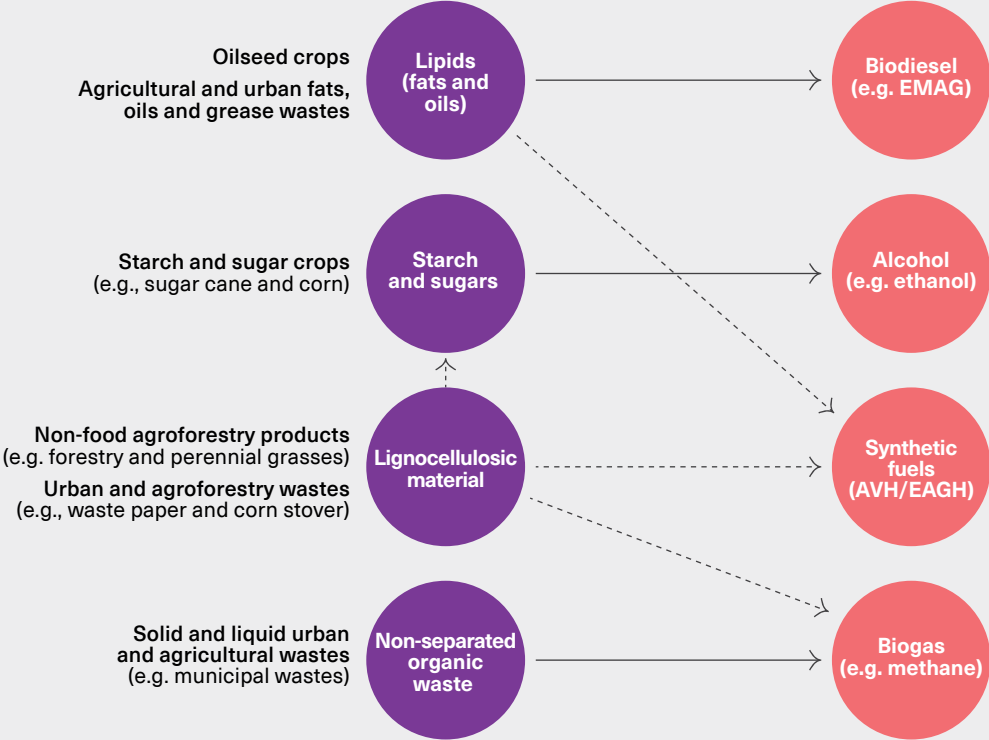 Oilseed crops
Agricultural and urban fats,
oils and grease wastes
Lipids
(fats and
oils)
Biodiesel
(e.g. EMAG)
Starch and sugar crops
(e.g., sugar cane and corn)
Starch
and sugars
Alcohol
(e.g. ethanol)
Non-food agroforestry products
(e.g. forestry and perennial grasses)
Urban and agroforestry wastes
(e.g., waste paper and corn stover)
Lignocellulosic
material
Synthetic
fuels
(AVH/EAGH)
Solid and liquid urban
and agricultural wastes
(e.g. municipal wastes)
Non-separated
organic
waste
Biogas
(e.g. methane)